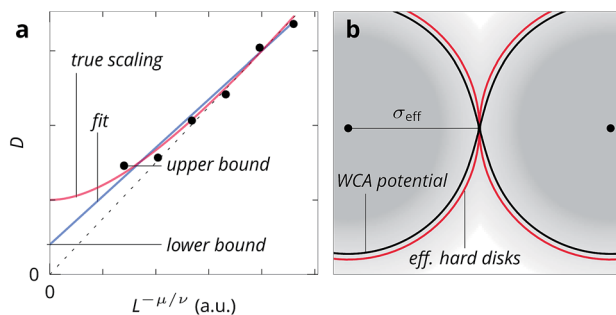 a
true scaling
fit
D
upper bound
lower bound
0
0
L^{-μ/ν} (a.u.)
b
σ_eff
WCA potential
eff. hard disks